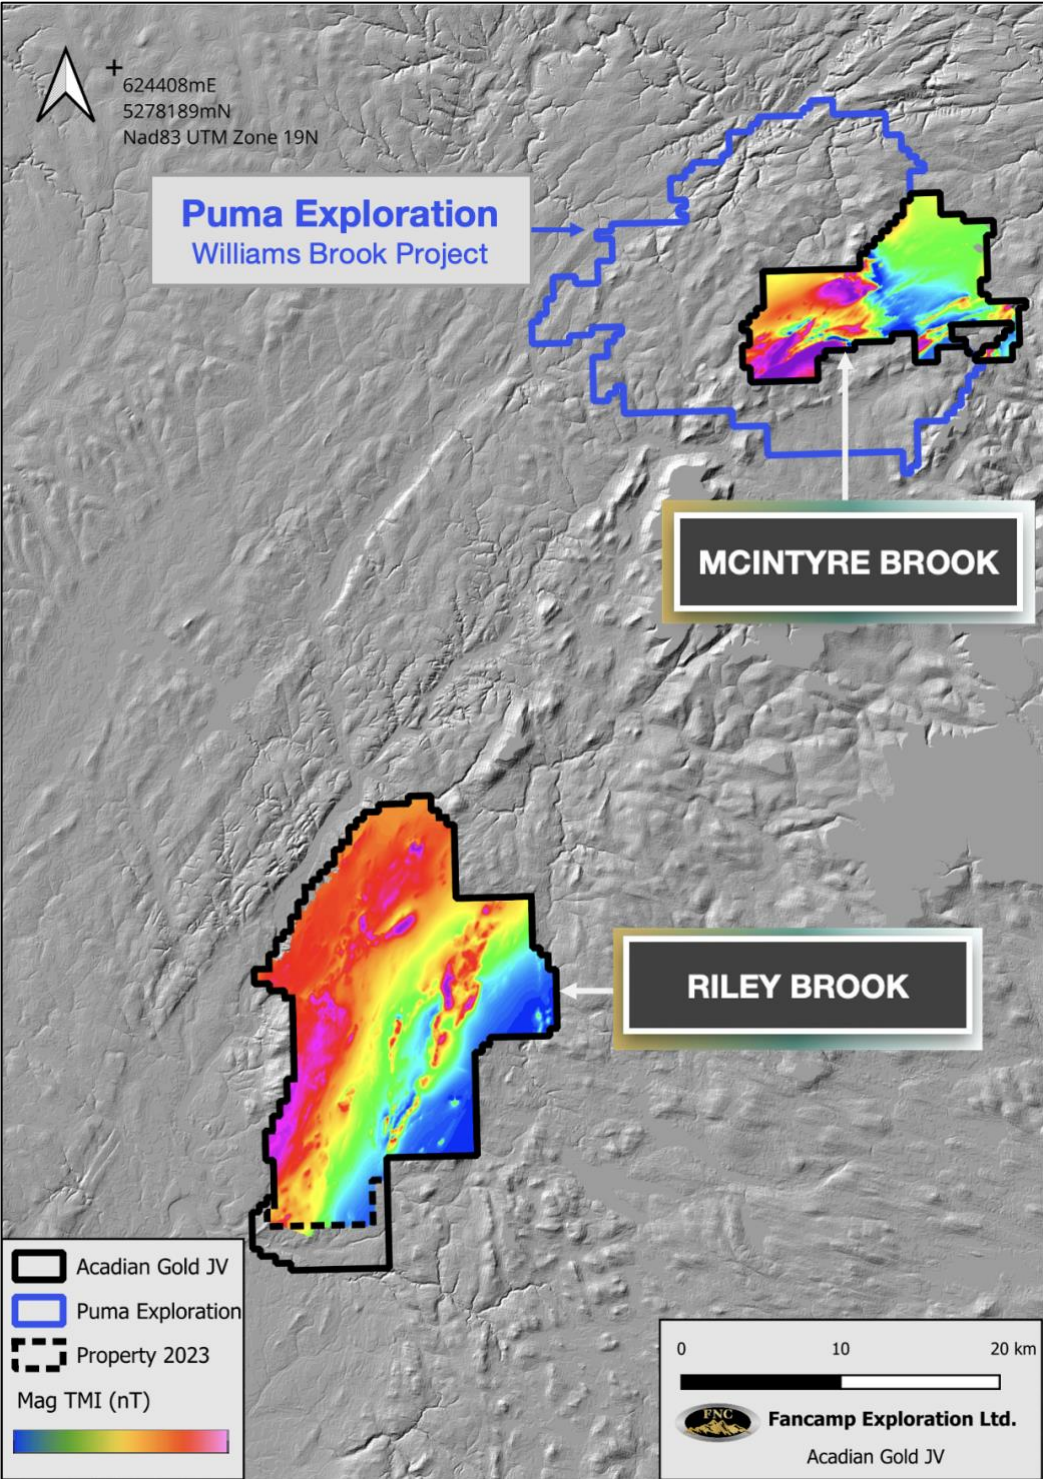 +
624408mE
5278189mN
Nad83 UTM Zone 19N
Puma Exploration
Williams Brook Project
MCINTYRE BROOK
RILEY BROOK
Acadian Gold JV
Puma Exploration
Property 2023
Mag TMI (nT)
0 10 20 km
FNC
Fancamp Exploration Ltd.
Acadian Gold JV